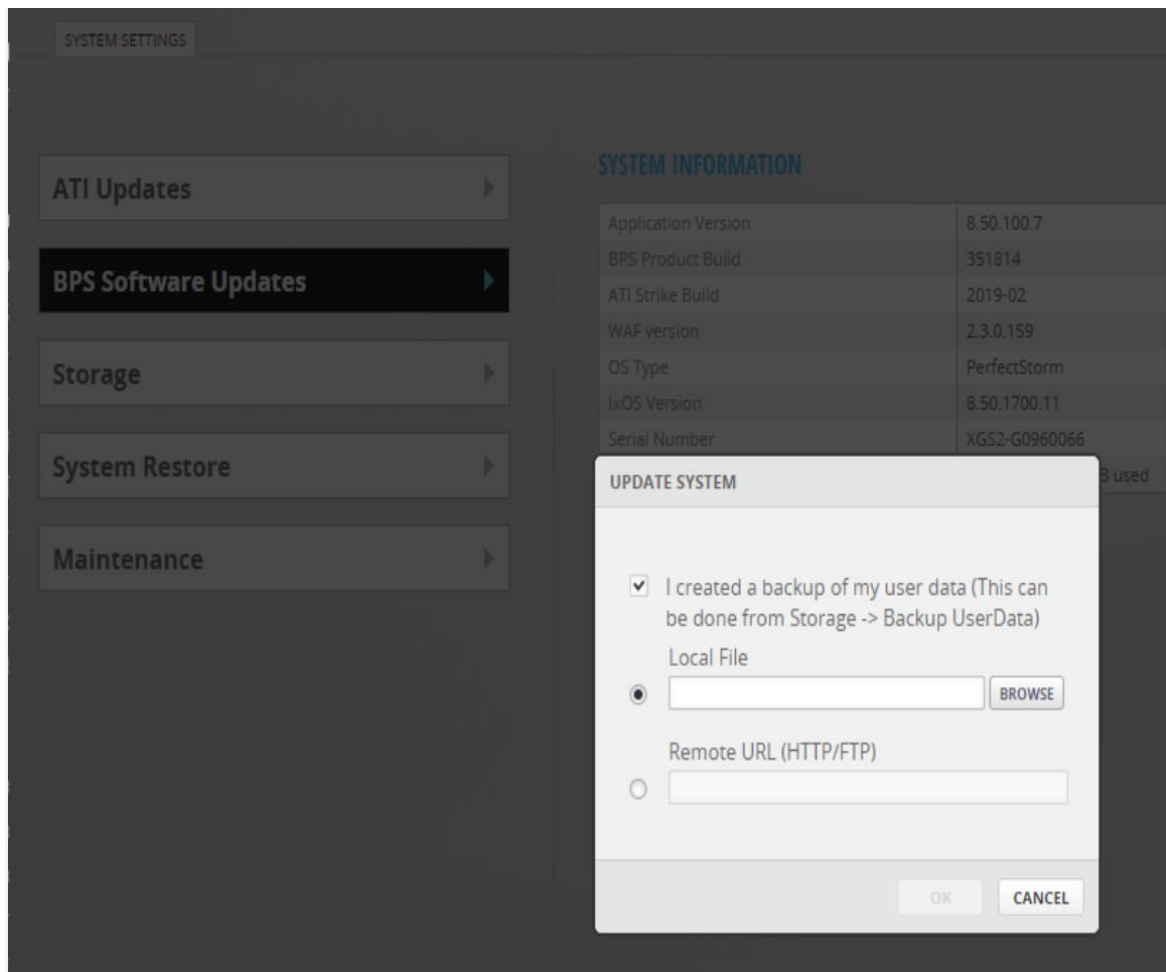 SYSTEM SETTINGS
ATI Updates
BPS Software Updates
Storage
System Restore
Maintenance
SYSTEM INFORMATION
Application Version 8.50.100.7
BPS Product Build 351814
ATI Strike Build 2019-02
WAF version 2.3.0.159
OS Type PerfectStorm
IxOS Version 8.50.1700.11
Serial Number XGS2-G0960066
B used
UPDATE SYSTEM
I created a backup of my user data (This can
be done from Storage -> Backup UserData)
Local File
BROWSE
Remote URL (HTTP/FTP)
OK CANCEL